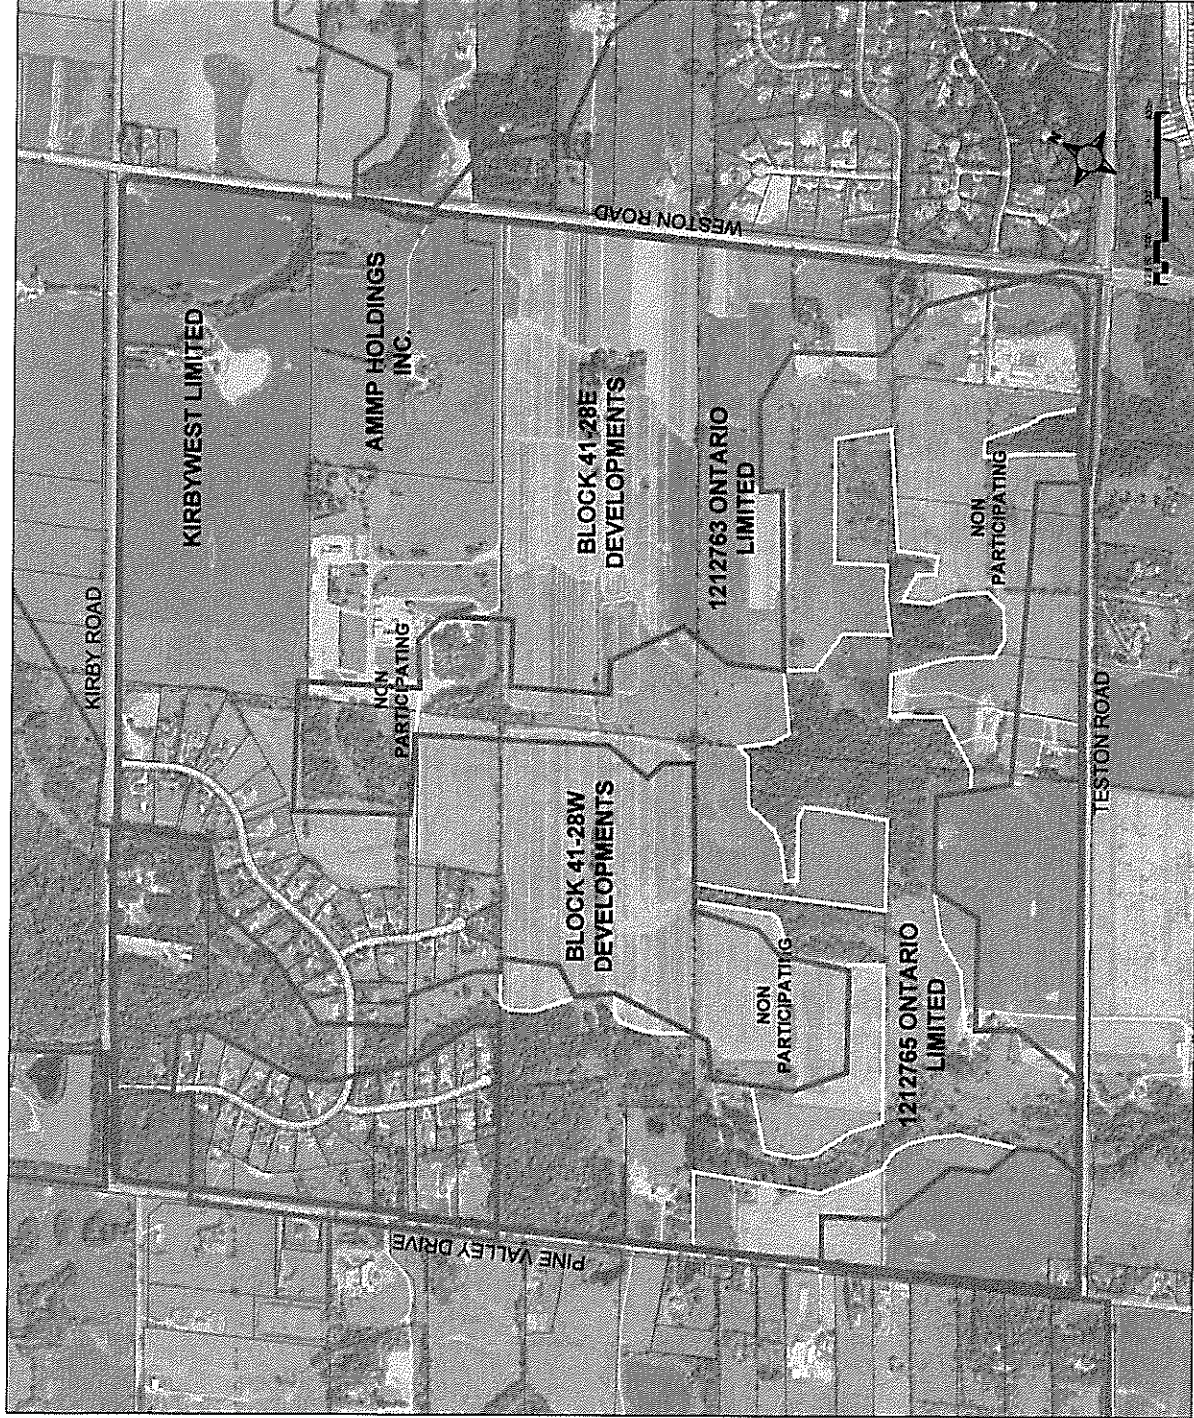 KIRBY ROAD
KIRBYWEST LIMITED
AMMP HOLDINGS
INC.
NON
PARTICIPATING
PINE VALLEY DRIVE
WESTON ROAD
BLOCK 41-28W
DEVELOPMENTS
BLOCK 41-28E
DEVELOPMENTS
1212763 ONTARIO
LIMITED
NON
PARTICIPATING
1212765 ONTARIO
LIMITED
NON
PARTICIPATING
TESTON ROAD